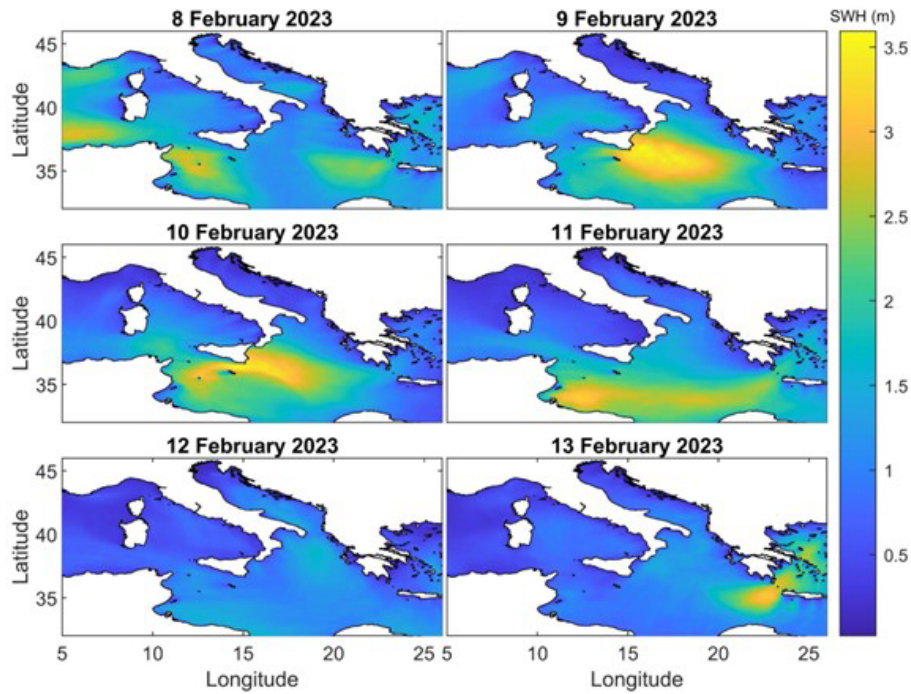 8 February 2023
9 February 2023
SWH (m)
45
40
35
Latitude
3.5
3
2.5
2
1.5
1
0.5
10 February 2023
11 February 2023
45
40
35
Latitude
12 February 2023
13 February 2023
45
40
35
Latitude
5 10 15 20 25
5 10 15 20 25
Longitude
Longitude